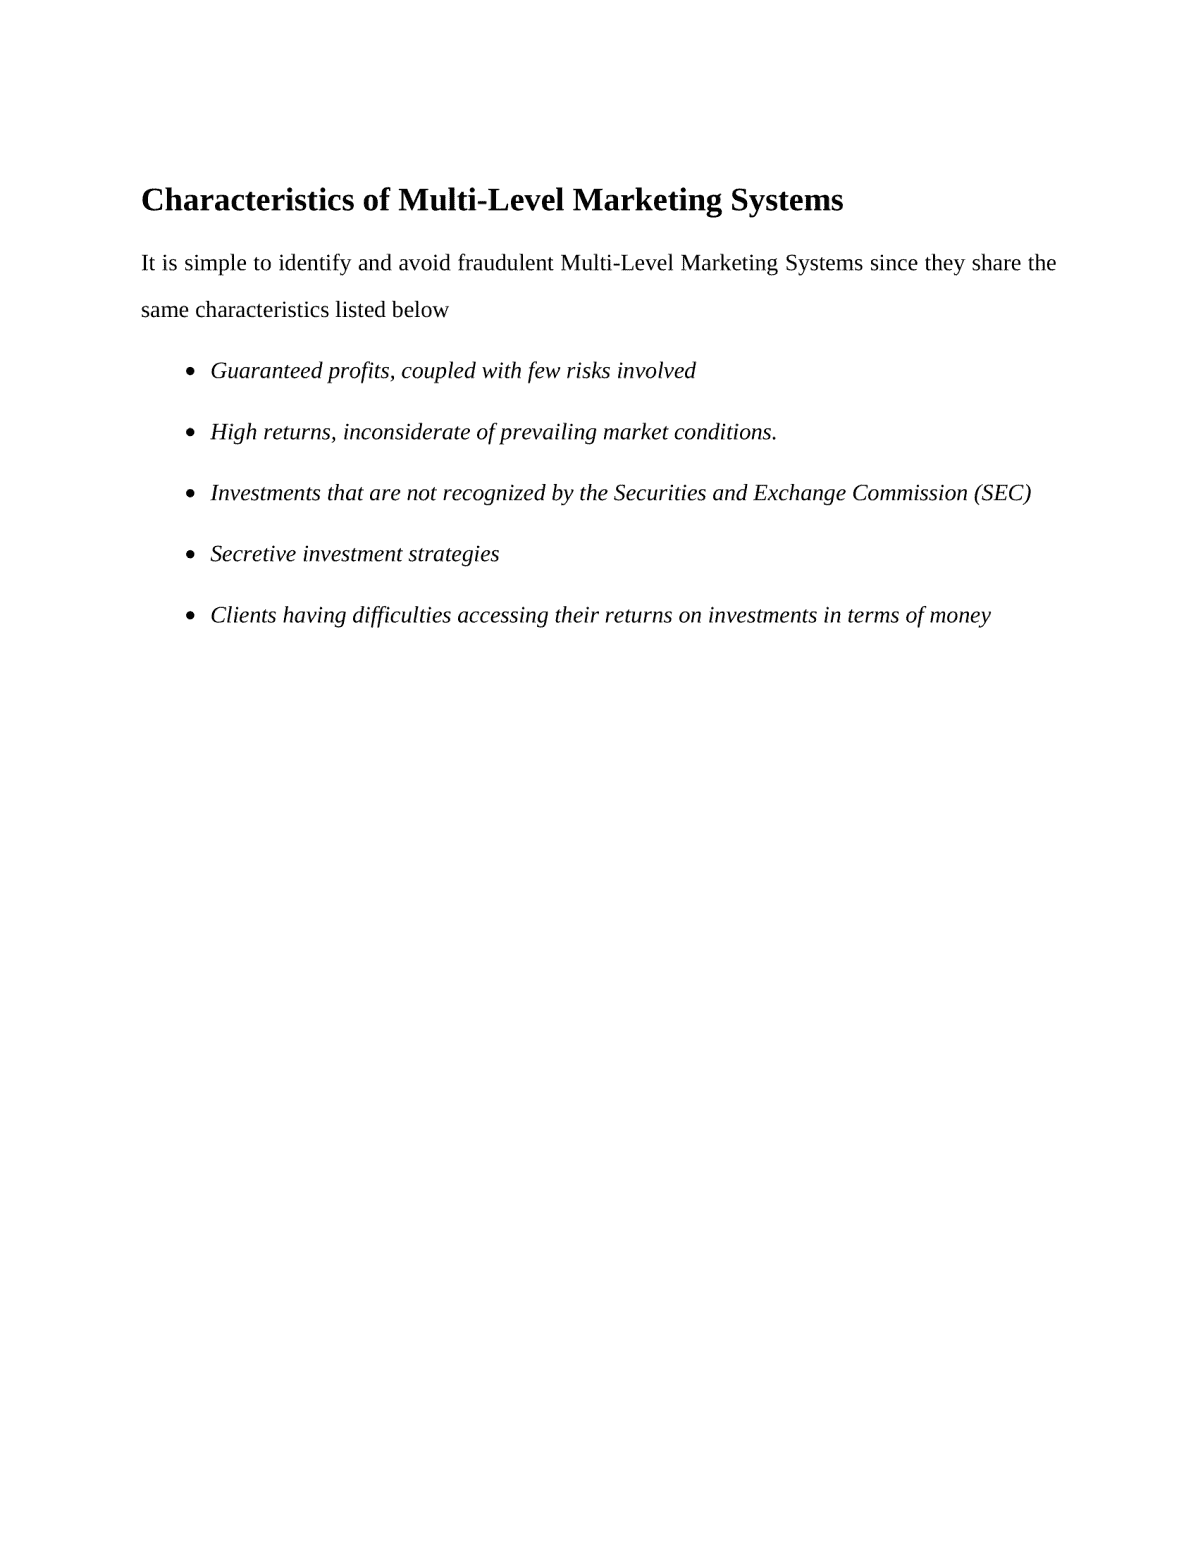 Characteristics of Multi-Level Marketing Systems
It is simple to identify and avoid fraudulent Multi-Level Marketing Systems since they share the
same characteristics listed below
• Guaranteed profits, coupled with few risks involved
• High returns, inconsiderate of prevailing market conditions.
• Investments that are not recognized by the Securities and Exchange Commission (SEC)
• Secretive investment strategies
• Clients having difficulties accessing their returns on investments in terms of money